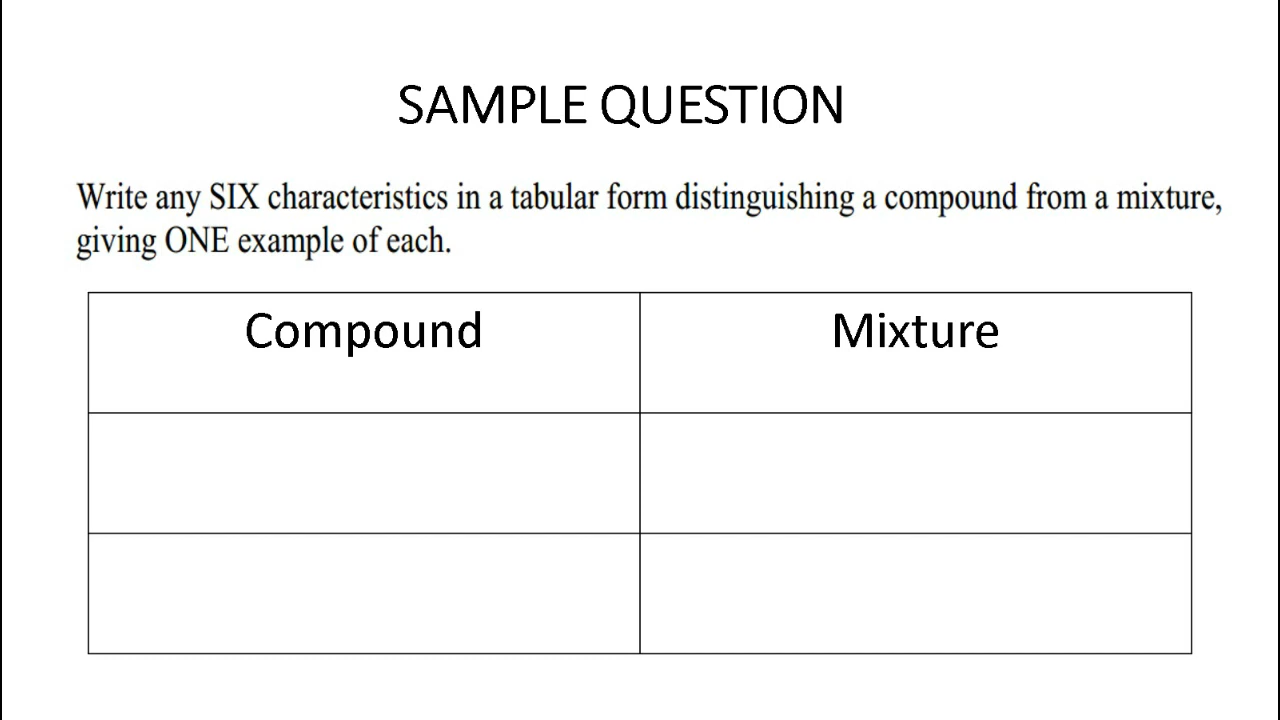 SAMPLE QUESTION
Write any SIX characteristics in a tabular form distinguishing a compound from a mixture,
giving ONE example of each.
Compound
Mixture